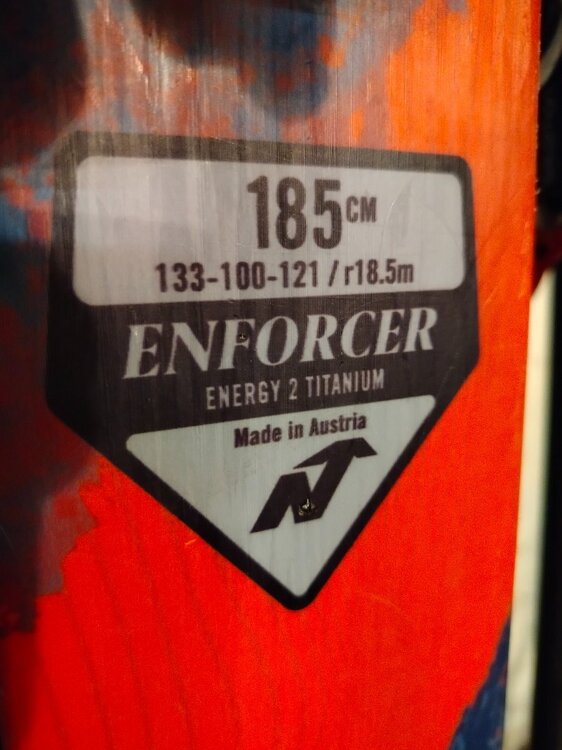 185CM
133-100-121 / r18.5m
ENFORCER
ENERGY 2 TITANIUM
Made in Austria